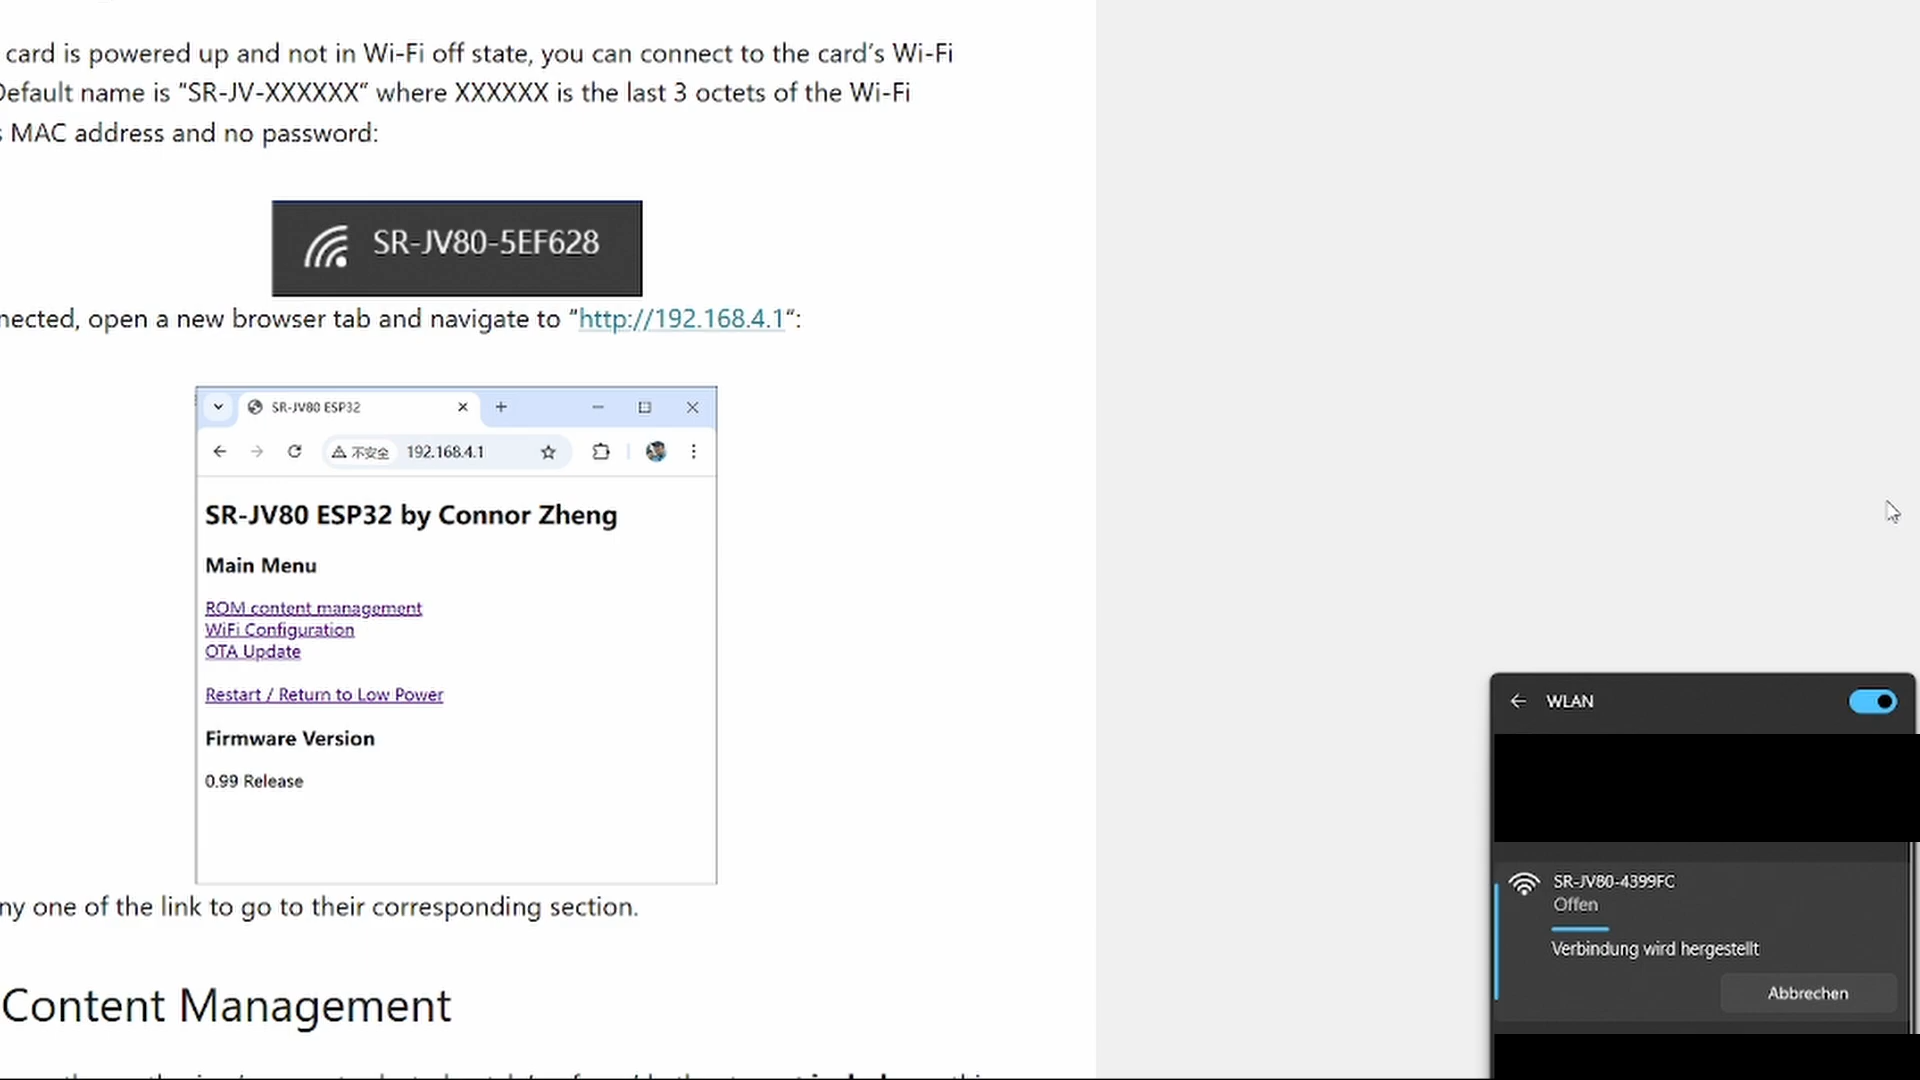 card is powered up and not in Wi-Fi off state, you can connect to the card’s Wi-Fi
Default name is “SR-JV-XXXXXX“ where XXXXXX is the last 3 octets of the Wi-Fi
s MAC address and no password:
SR-JV80-5EF628
nected, open a new browser tab and navigate to “http://192.168.4.1“:
SR-JV80 ESP32
不安全 192.168.4.1
SR-JV80 ESP32 by Connor Zheng
Main Menu
ROM content management
WiFi Configuration
OTA Update
Restart / Return to Low Power
Firmware Version
0.99 Release
ny one of the link to go to their corresponding section.
Content Management
WLAN
SR-JV80-4399FC
Offen
Verbindung wird hergestellt
Abbrechen